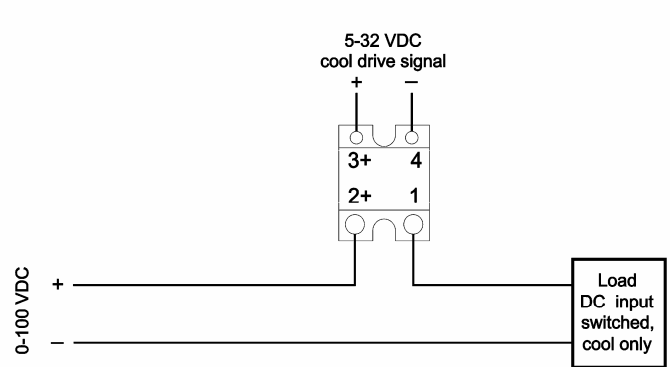 5-32 VDC
cool drive signal
+ –
3+ 4
2+ 1
0-100 VDC
+
–
Load
DC input
switched,
cool only